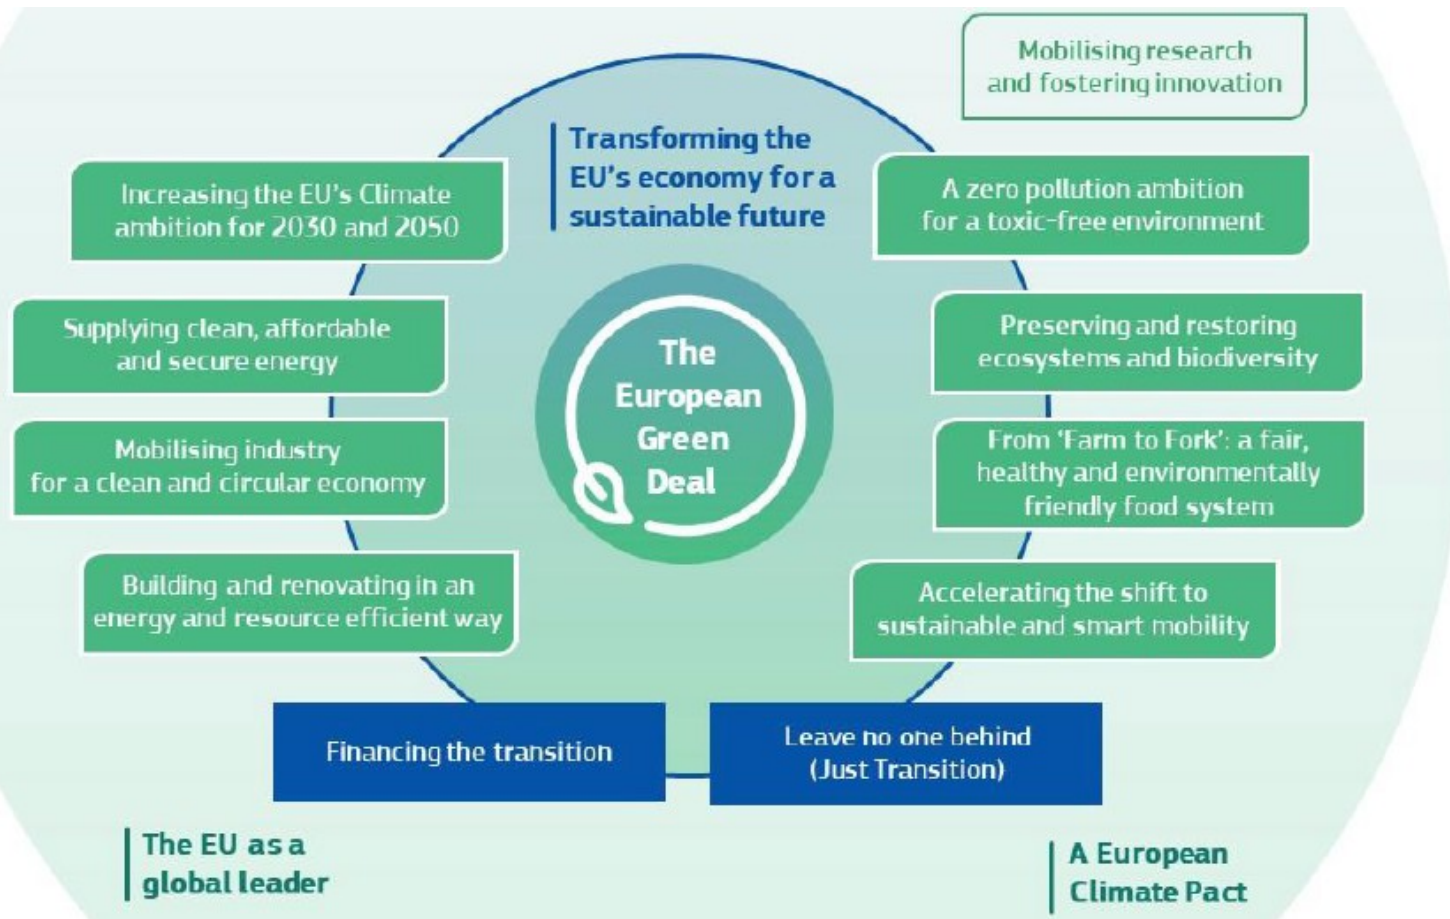 Mobilising research
and fostering innovation
Transforming the
EU's economy for a
sustainable future
Increasing the EU's Climate
ambition for 2030 and 2050
A zero pollution ambition
for a toxic-free environment
Supplying clean, affordable
and secure energy
Preserving and restoring
ecosystems and biodiversity
The
European
Green
Deal
Mobilising industry
for a clean and circular economy
From ‘Farm to Fork’: a fair,
healthy and environmentally
friendly food system
Building and renovating in an
energy and resource efficient way
Accelerating the shift to
sustainable and smart mobility
Financing the transition
Leave no one behind
(Just Transition)
The EU as a
global leader
A European
Climate Pact